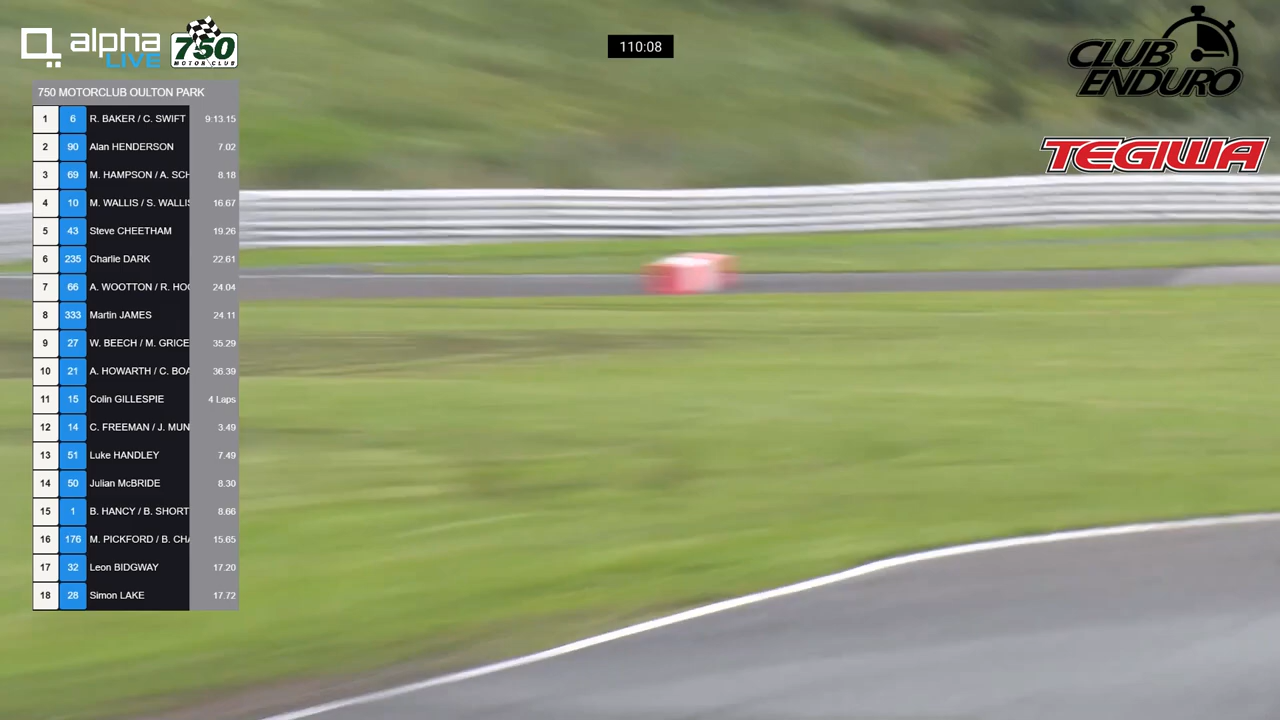 alpha
LIVE
750
MOTOR CLUB
110:08
CLUB
ENDURO
TEGIWA
750 MOTORCLUB OULTON PARK
1 6 R. BAKER / C. SWIFT 9:13.15
2 90 Alan HENDERSON 7.02
3 69 M. HAMPSON / A. SCH 8.18
4 10 M. WALLIS / S. WALLIS 16.67
5 43 Steve CHEETHAM 19.26
6 235 Charlie DARK 22.61
7 66 A. WOOTTON / R. HOG 24.04
8 333 Martin JAMES 24.11
9 27 W. BEECH / M. GRICE 35.29
10 21 A. HOWARTH / C. BOA 36.39
11 15 Colin GILLESPIE 4 Laps
12 14 C. FREEMAN / J. MUN 3.49
13 51 Luke HANDLEY 7.49
14 50 Julian McBRIDE 8.30
15 1 B. HANCY / B. SHORT 8.66
16 176 M. PICKFORD / B. CHA 15.65
17 32 Leon BIDGWAY 17.20
18 28 Simon LAKE 17.72